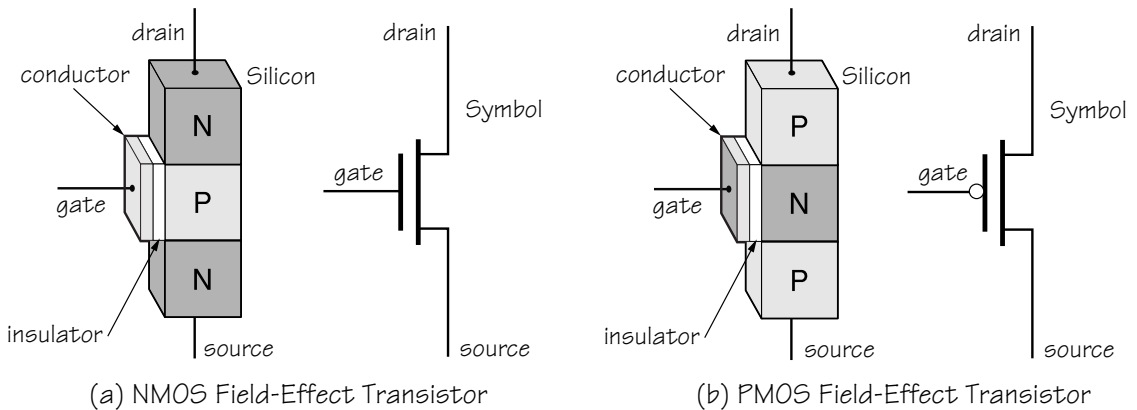 drain
conductor
Silicon
N
P
N
gate
insulator
source
drain
Symbol
gate
source
(a) NMOS Field-Effect Transistor
drain
conductor
Silicon
P
N
P
gate
insulator
source
drain
Symbol
gate
source
(b) PMOS Field-Effect Transistor